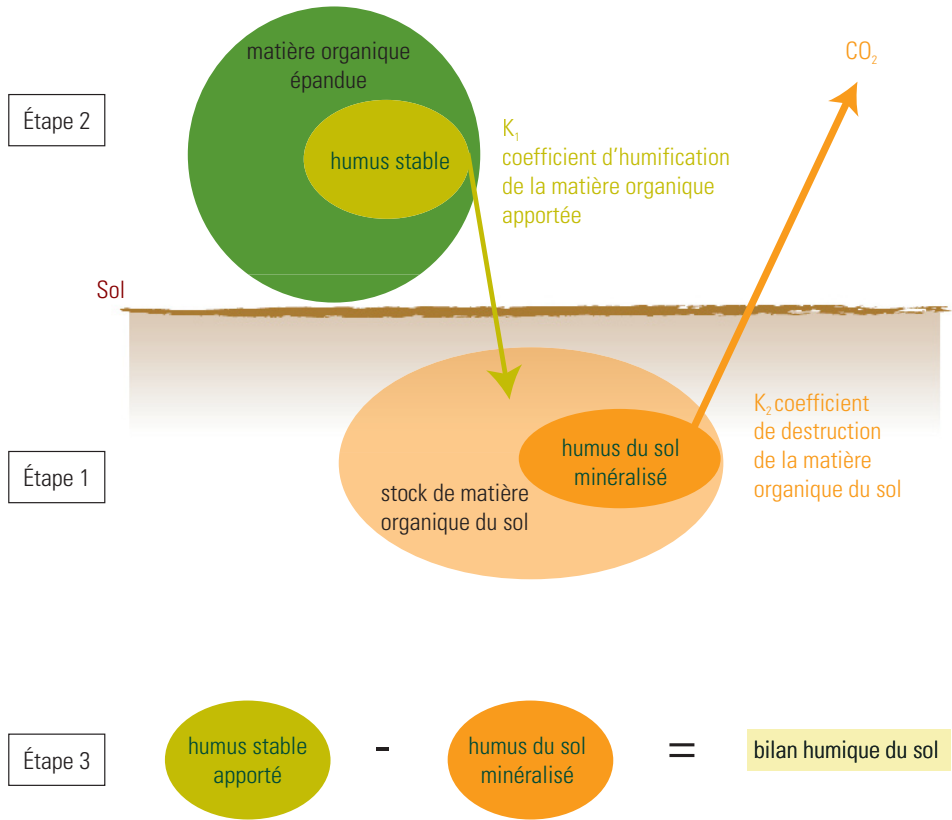 matière organique
épandue
CO₂
Étape 2
humus stable
K₁
coefficient d'humification
de la matière organique
apportée
Sol
K₂ coefficient
de destruction
de la matière
organique du sol
humus du sol
minéralisé
Étape 1
stock de matière
organique du sol
Étape 3
humus stable
apporté
-
humus du sol
minéralisé
=
bilan humique du sol